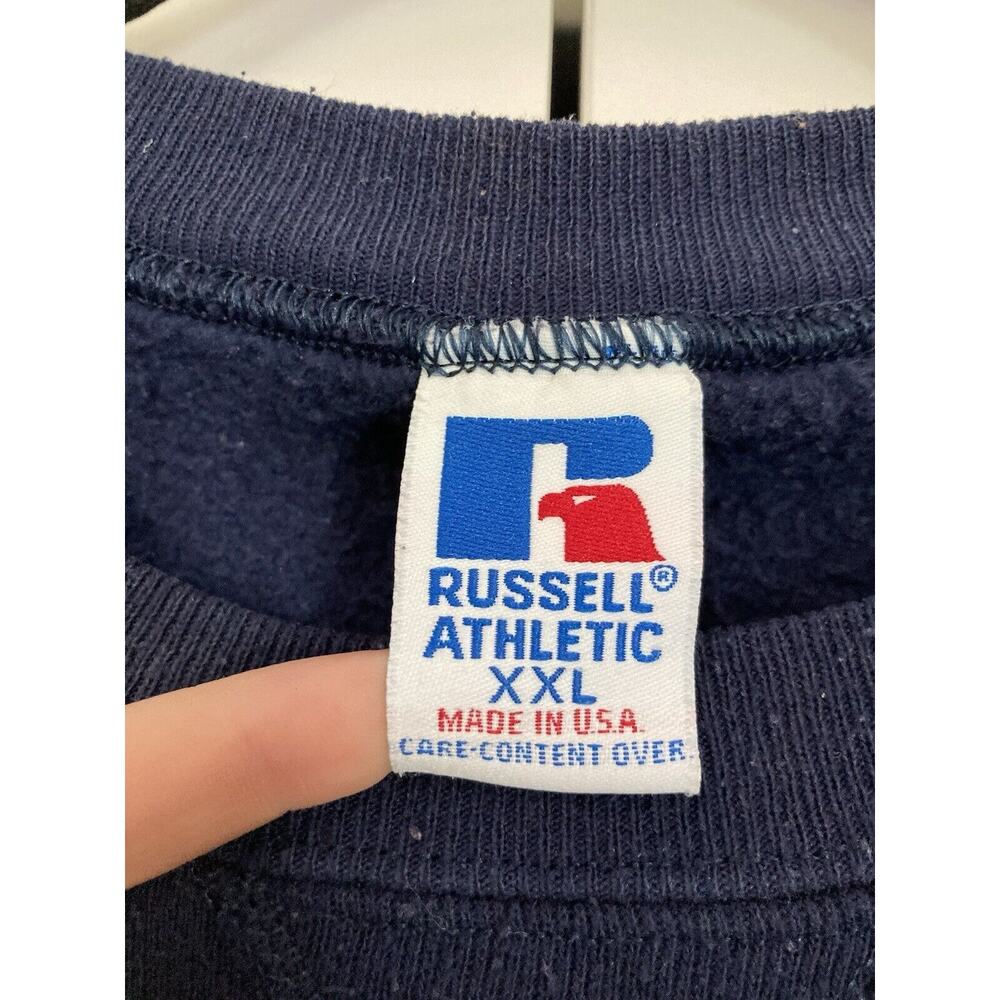 RUSSELL®
ATHLETIC
XXL
MADE IN U.S.A.
CARE-CONTENT OVER